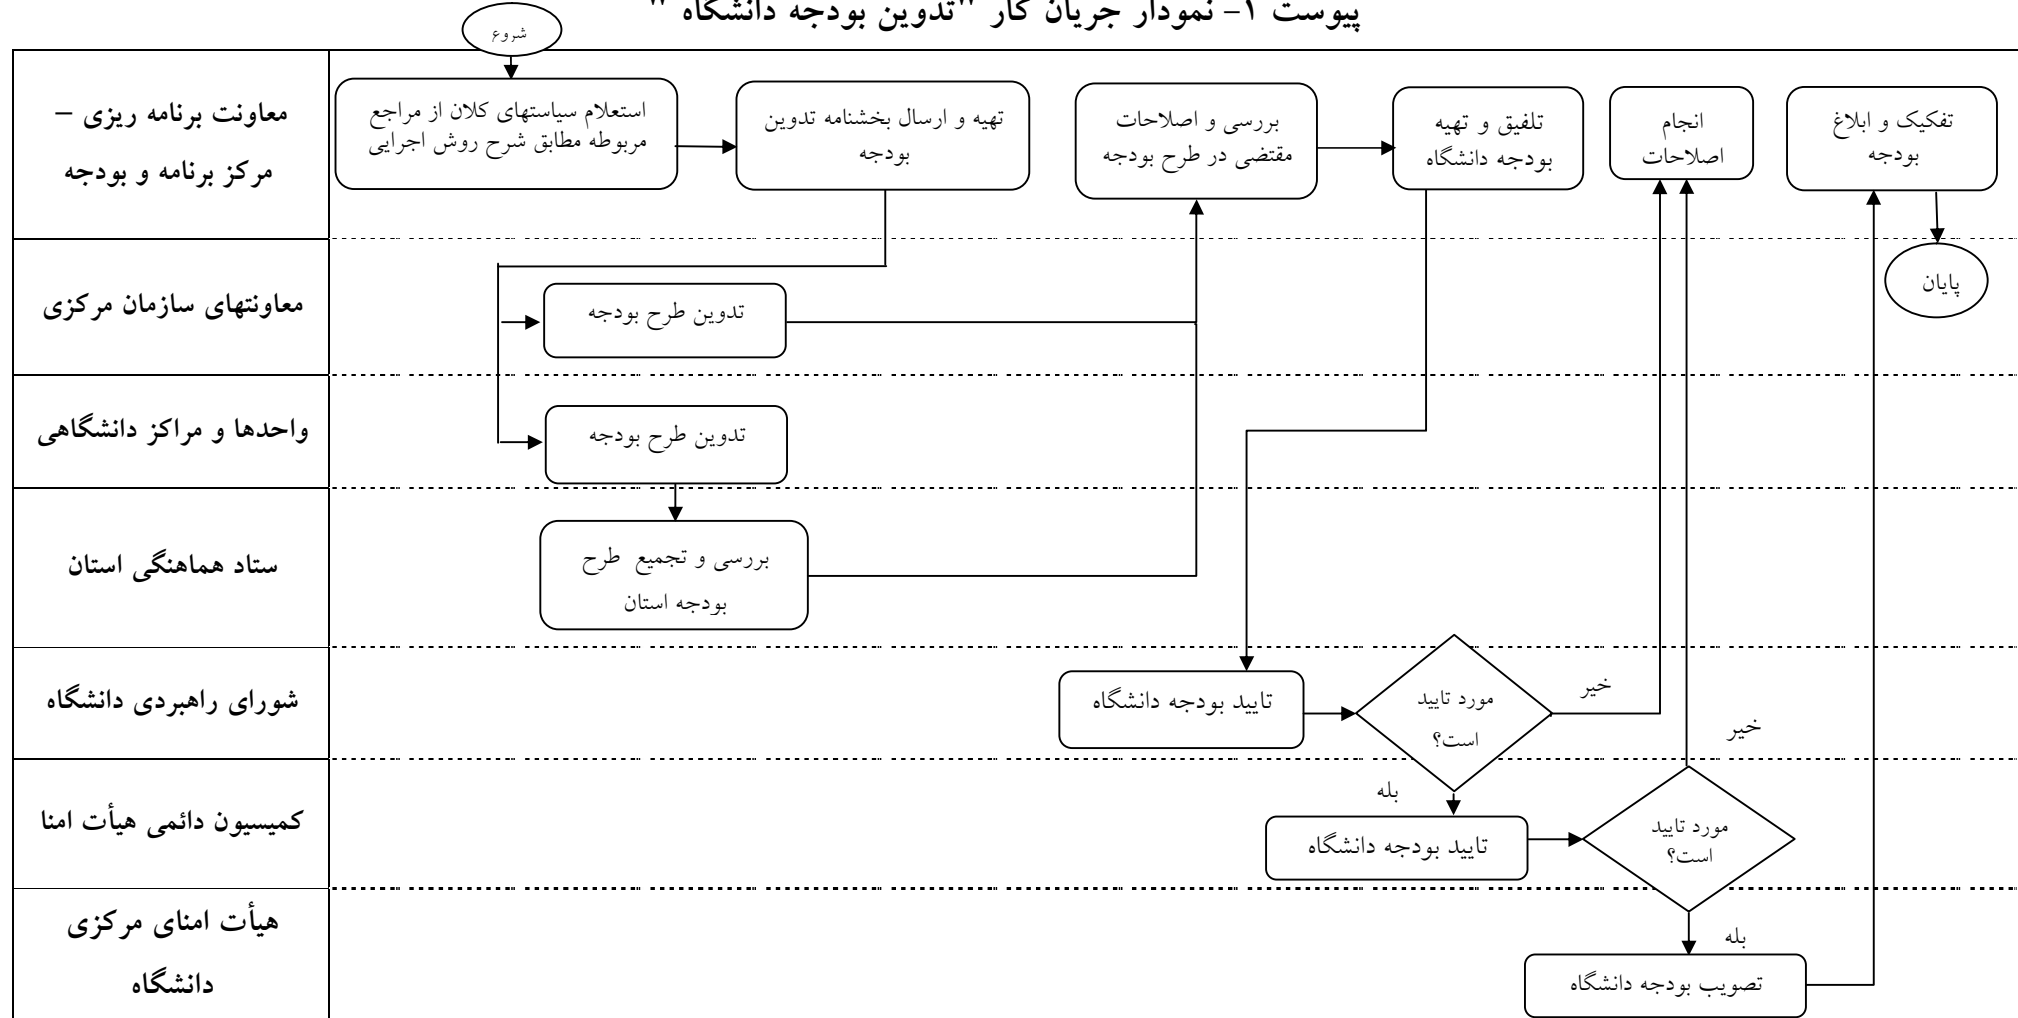 پیوست ۱- نمودار جریان کار "تدوین بودجه دانشگاه "
شروع
معاونت برنامه ریزی –
مرکز برنامه و بودجه
استعلام سیاستهای کلان از مراجع
مربوطه مطابق شرح روش اجرایی
تهیه و ارسال بخشنامه تدوین
بودجه
بررسی و اصلاحات
مقتضی در طرح بودجه
تلفیق و تهیه
بودجه دانشگاه
انجام
اصلاحات
تفکیک و ابلاغ
بودجه
معاونتهای سازمان مرکزی
تدوین طرح بودجه
پایان
واحدها و مراکز دانشگاهی
تدوین طرح بودجه
ستاد هماهنگی استان
بررسی و تجمیع طرح
بودجه استان
شورای راهبردی دانشگاه
تایید بودجه دانشگاه
مورد تایید
است؟
خیر
خیر
بله
کمیسیون دائمی هیأت امنا
تایید بودجه دانشگاه
مورد تایید
است؟
بله
هیأت امنای مرکزی
دانشگاه
تصویب بودجه دانشگاه